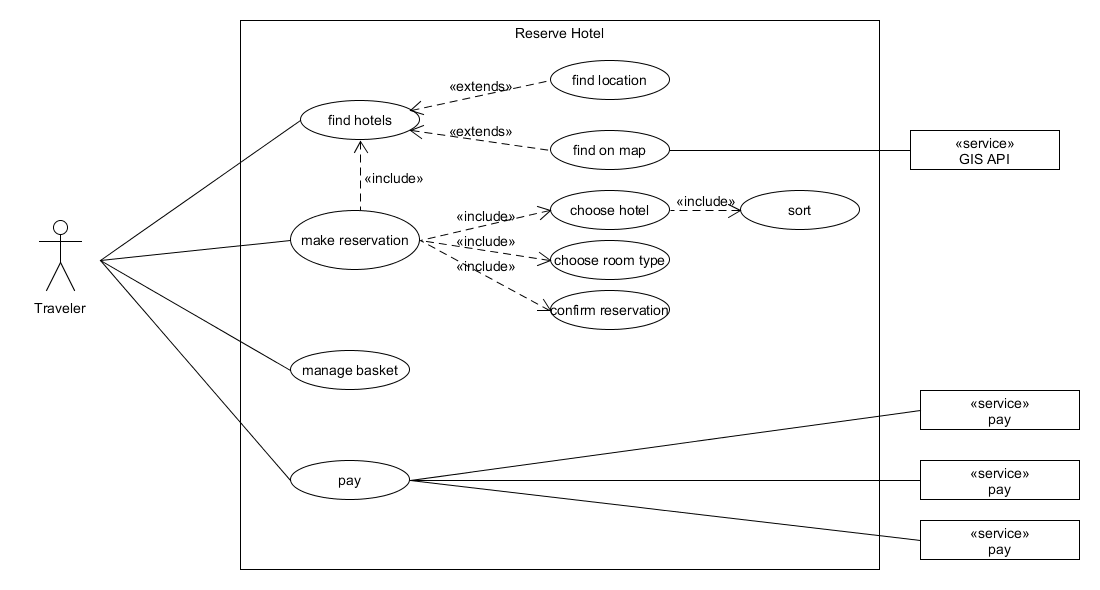 Reserve Hotel
find location
«extends»
find hotels
«extends»
find on map
«service»
GIS API
«include»
choose hotel
«include»
sort
«include»
make reservation
«include»
choose room type
«include»
confirm reservation
Traveler
manage basket
«service»
pay
pay
«service»
pay
«service»
pay